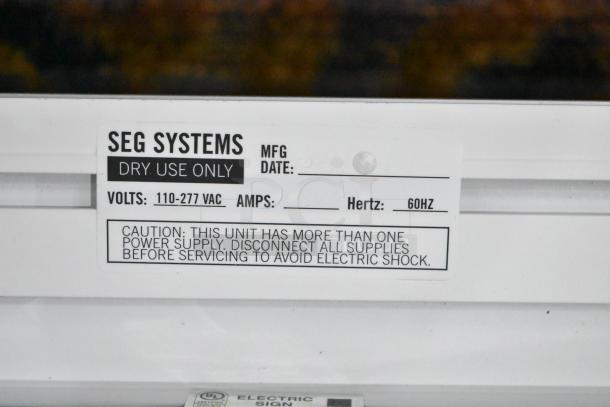 SEG SYSTEMS
DRY USE ONLY
MFG
DATE:
VOLTS: 110-277 VAC AMPS: Hertz: 60HZ
CAUTION: THIS UNIT HAS MORE THAN ONE
POWER SUPPLY. DISCONNECT ALL SUPPLIES
BEFORE SERVICING TO AVOID ELECTRIC SHOCK.
UL
ELECTRIC
SIGN